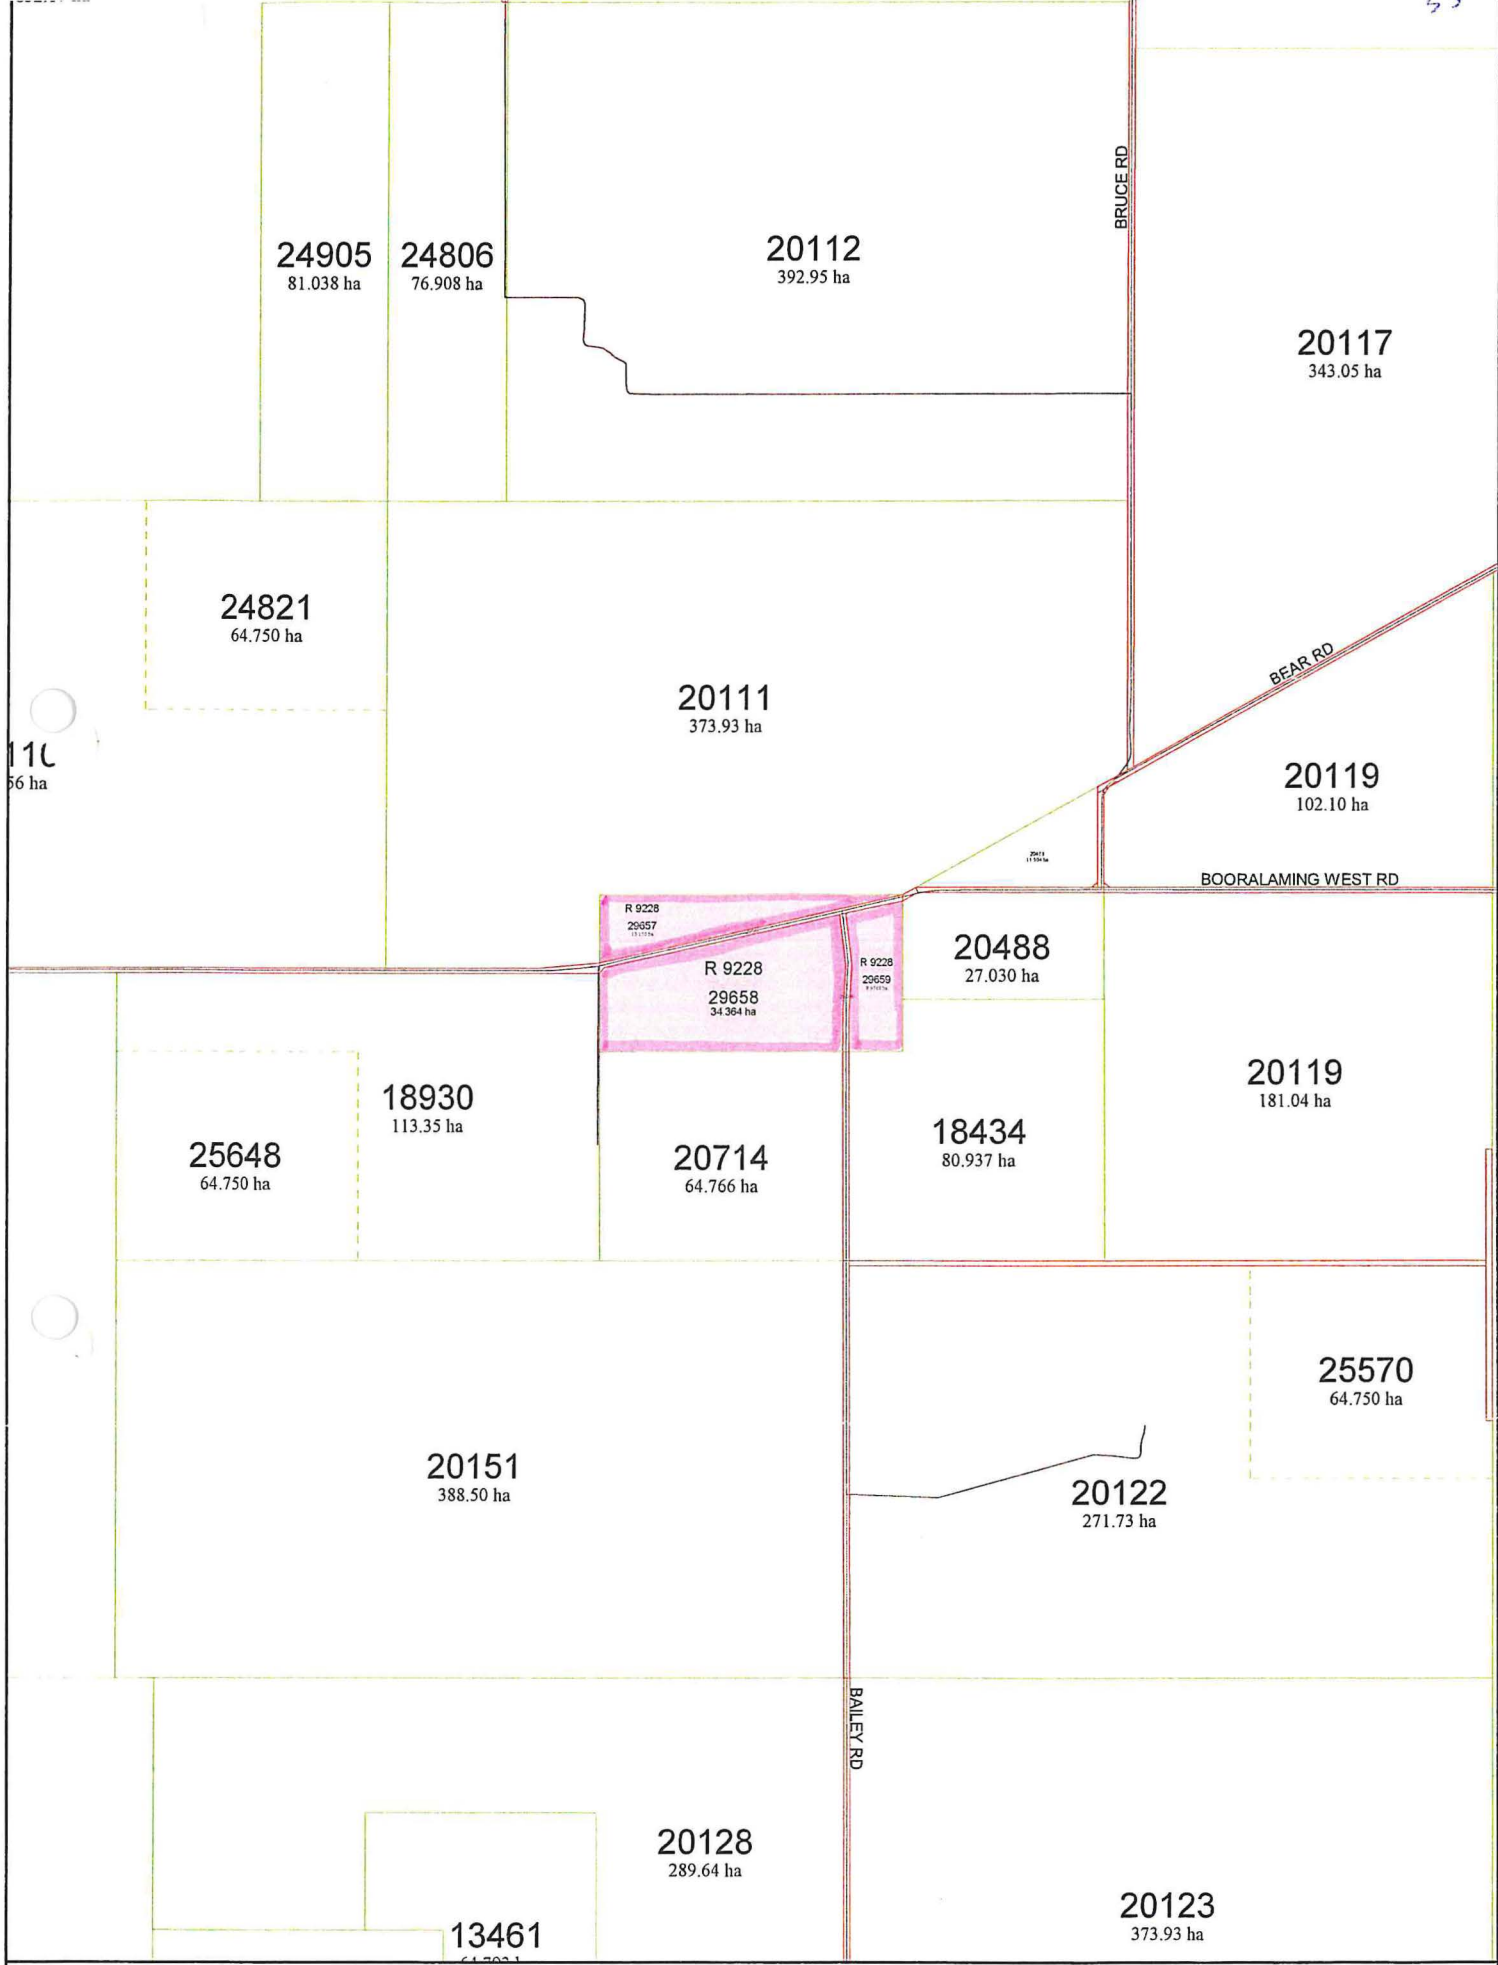 BRUCE RD
24905
81.038 ha
24806
76.908 ha
20112
392.95 ha
20117
343.05 ha
24821
64.750 ha
BEAR RD
20111
373.93 ha
11
56 ha
20119
102.10 ha
BOORALAMING WEST RD
R 9228
29657
R 9228
29658
34.364 ha
R 9228
29659
20488
27.030 ha
20119
181.04 ha
18930
113.35 ha
18434
80.937 ha
25648
64.750 ha
20714
64.766 ha
25570
64.750 ha
20151
388.50 ha
20122
271.73 ha
BAILEY RD
20128
289.64 ha
20123
373.93 ha
13461